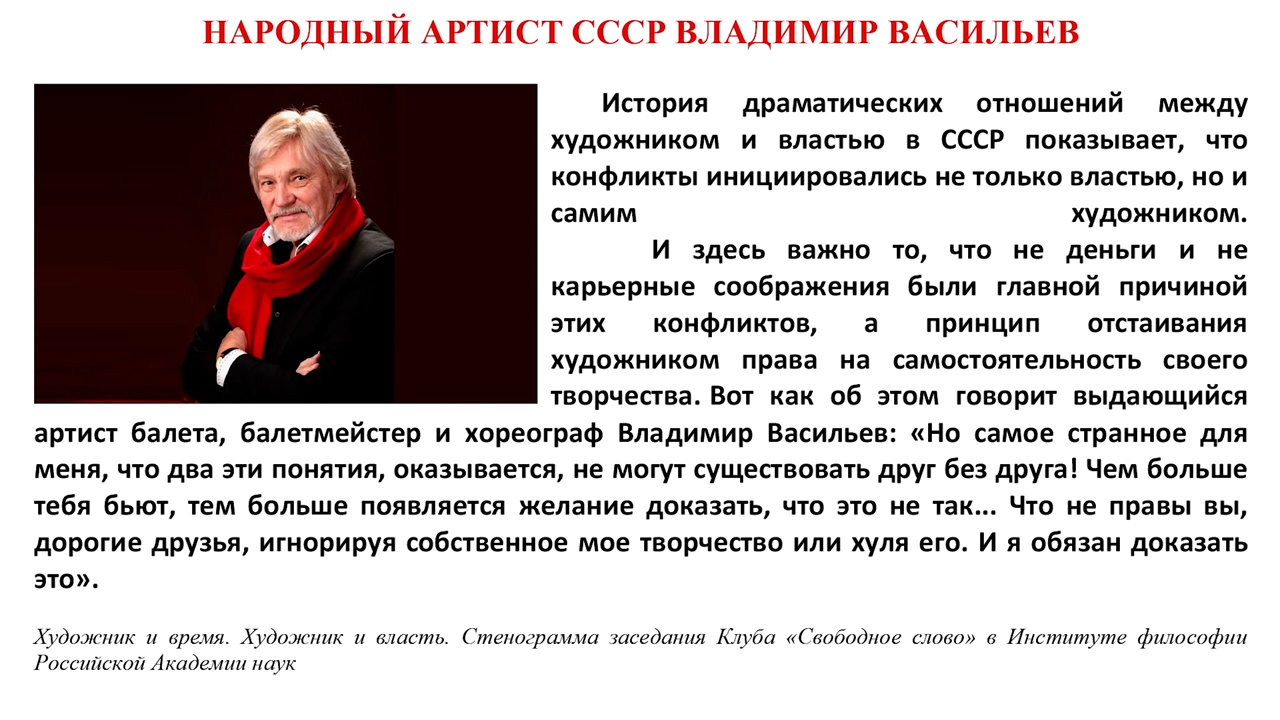 НАРОДНЫЙ АРТИСТ СССР ВЛАДИМИР ВАСИЛЬЕВ
История драматических отношений между
художником и властью в СССР показывает, что
конфликты инициировались не только властью, но и
самим художником.
И здесь важно то, что не деньги и не
карьерные соображения были главной причиной
этих конфликтов, а принцип отстаивания
художником права на самостоятельность своего
творчества. Вот как об этом говорит выдающийся
артист балета, балетмейстер и хореограф Владимир Васильев: «Но самое странное для
меня, что два эти понятия, оказывается, не могут существовать друг без друга! Чем больше
тебя бьют, тем больше появляется желание доказать, что это не так... Что не правы вы,
дорогие друзья, игнорируя собственное мое творчество или хуля его. И я обязан доказать
это».
Художник и время. Художник и власть. Стенограмма заседания Клуба «Свободное слово» в Институте философии
Российской Академии наук